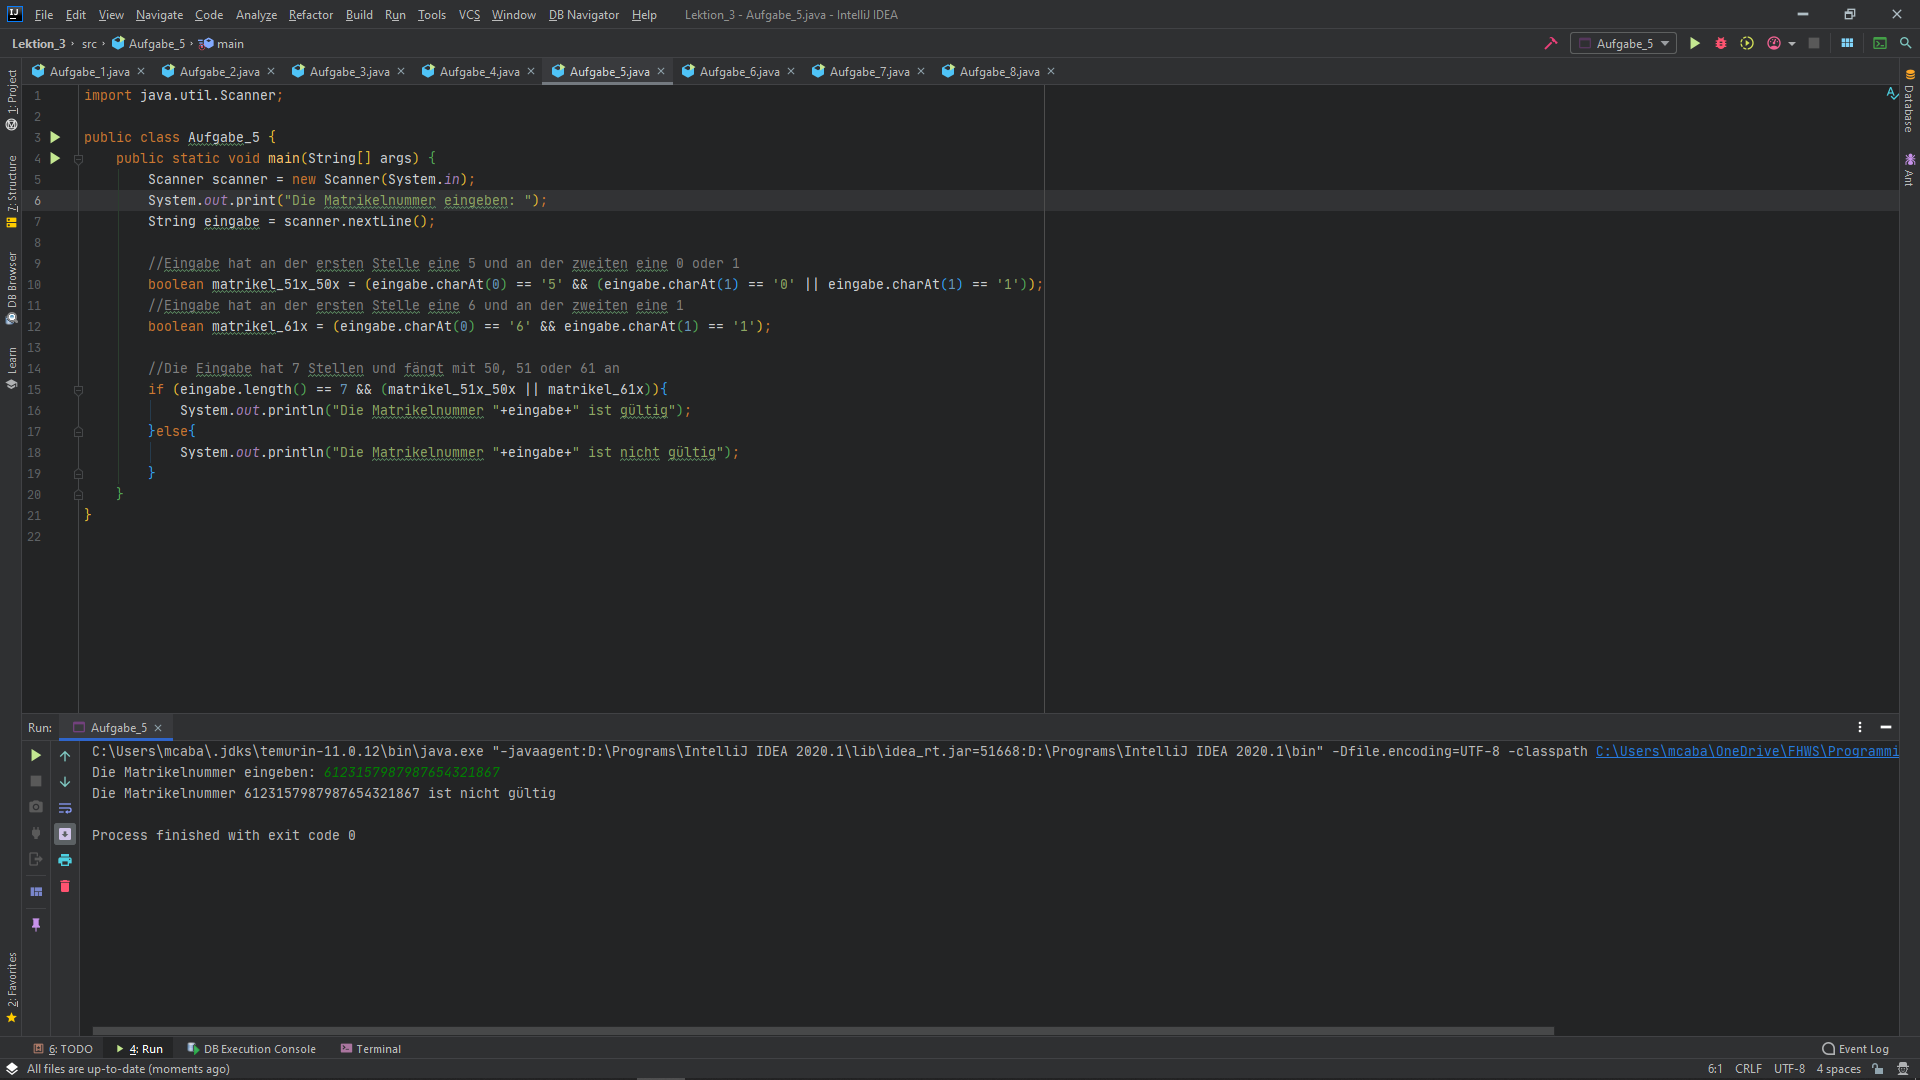 File Edit View Navigate Code Analyze Refactor Build Run Tools VCS Window DB Navigator Help Lektion_3 - Aufgabe_5.java - IntelliJ IDEA
Lektion_3 › src › Aufgabe_5 › main Aufgabe_5
Aufgabe_1.java Aufgabe_2.java Aufgabe_3.java Aufgabe_4.java Aufgabe_5.java Aufgabe_6.java Aufgabe_7.java Aufgabe_8.java
1: Project
7: Structure
DB Browser
Learn
2: Favorites
Database
Ant
1 import java.util.Scanner;
2
3 public class Aufgabe_5 {
4 public static void main(String[] args) {
5 Scanner scanner = new Scanner(System.in);
6 System.out.print("Die Matrikelnummer eingeben: ");
7 String eingabe = scanner.nextLine();
8
9 //Eingabe hat an der ersten Stelle eine 5 und an der zweiten eine 0 oder 1
10 boolean matrikel_51x_50x = (eingabe.charAt(0) == '5' && (eingabe.charAt(1) == '0' || eingabe.charAt(1) == '1'));
11 //Eingabe hat an der ersten Stelle eine 6 und an der zweiten eine 1
12 boolean matrikel_61x = (eingabe.charAt(0) == '6' && eingabe.charAt(1) == '1');
13
14 //Die Eingabe hat 7 Stellen und fängt mit 50, 51 oder 61 an
15 if (eingabe.length() == 7 && (matrikel_51x_50x || matrikel_61x)){
16 System.out.println("Die Matrikelnummer "+eingabe+" ist gültig");
17 }else{
18 System.out.println("Die Matrikelnummer "+eingabe+" ist nicht gültig");
19 }
20 }
21 }
22
Run: Aufgabe_5
C:\Users\mcaba\.jdks\temurin-11.0.12\bin\java.exe "-javaagent:D:\Programs\IntelliJ IDEA 2020.1\lib\idea_rt.jar=51668:D:\Programs\IntelliJ IDEA 2020.1\bin" -Dfile.encoding=UTF-8 -classpath C:\Users\mcaba\OneDrive\FHWS\Programmi
Die Matrikelnummer eingeben: 6123157987987654321867
Die Matrikelnummer 6123157987987654321867 ist nicht gültig
Process finished with exit code 0
6: TODO 4: Run DB Execution Console Terminal Event Log
All files are up-to-date (moments ago) 6:1 CRLF UTF-8 4 spaces